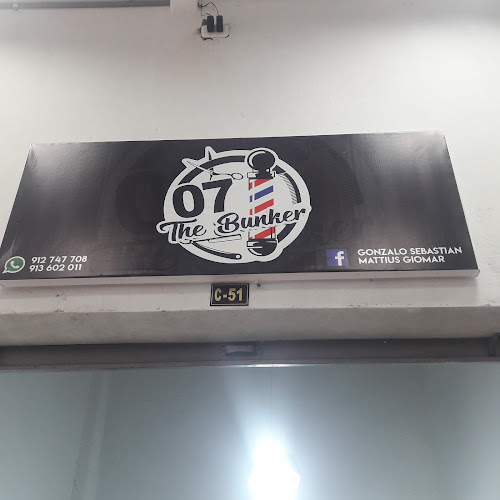 07
The Bunker
912 747 708
913 602 011
GONZALO SEBASTIAN
MATTIUS GIOMAR
C-51